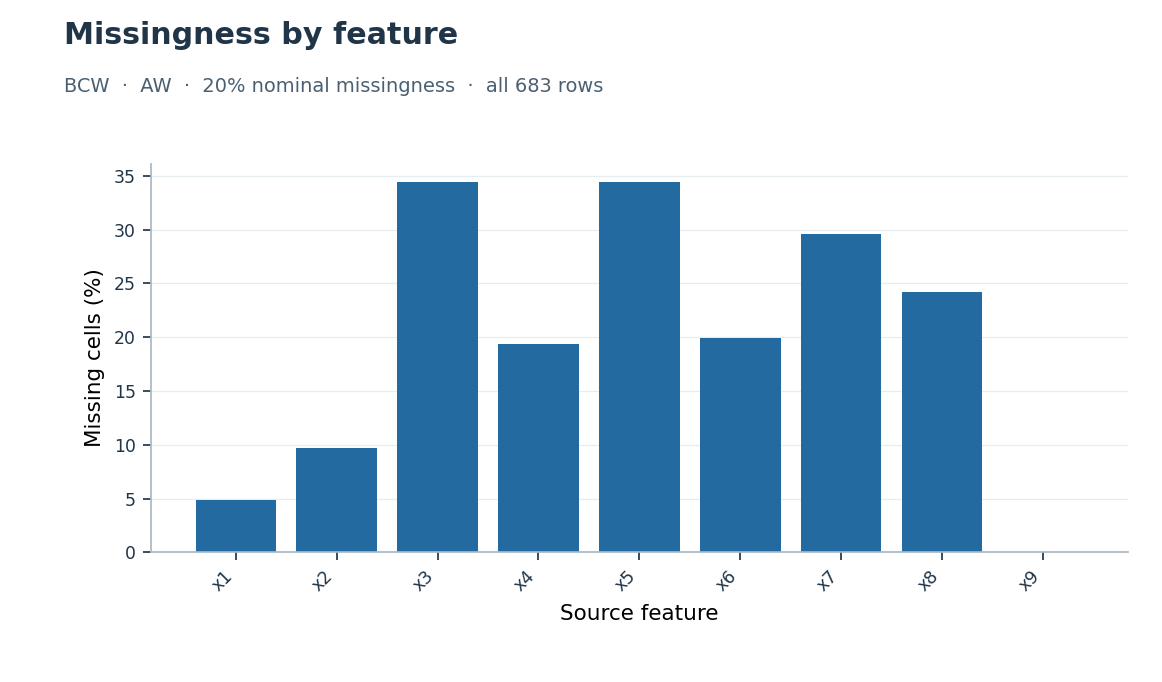 Missingness by feature
BCW · AW · 20% nominal missingness · all 683 rows
Missing cells (%)
35
30
25
20
15
10
5
0
x1 x2 x3 x4 x5 x6 x7 x8 x9
Source feature